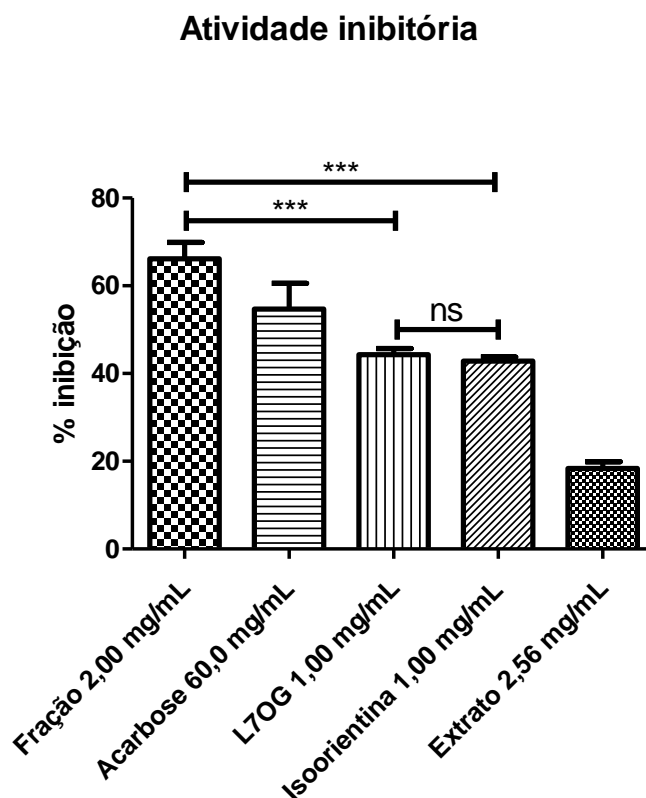 Atividade inibitória
***
***
ns
% inibição
80
60
40
20
0
Fração 2,00 mg/mL
Acarbose 60,0 mg/mL
L7OG 1,00 mg/mL
Isoorientina 1,00 mg/mL
Extrato 2,56 mg/mL